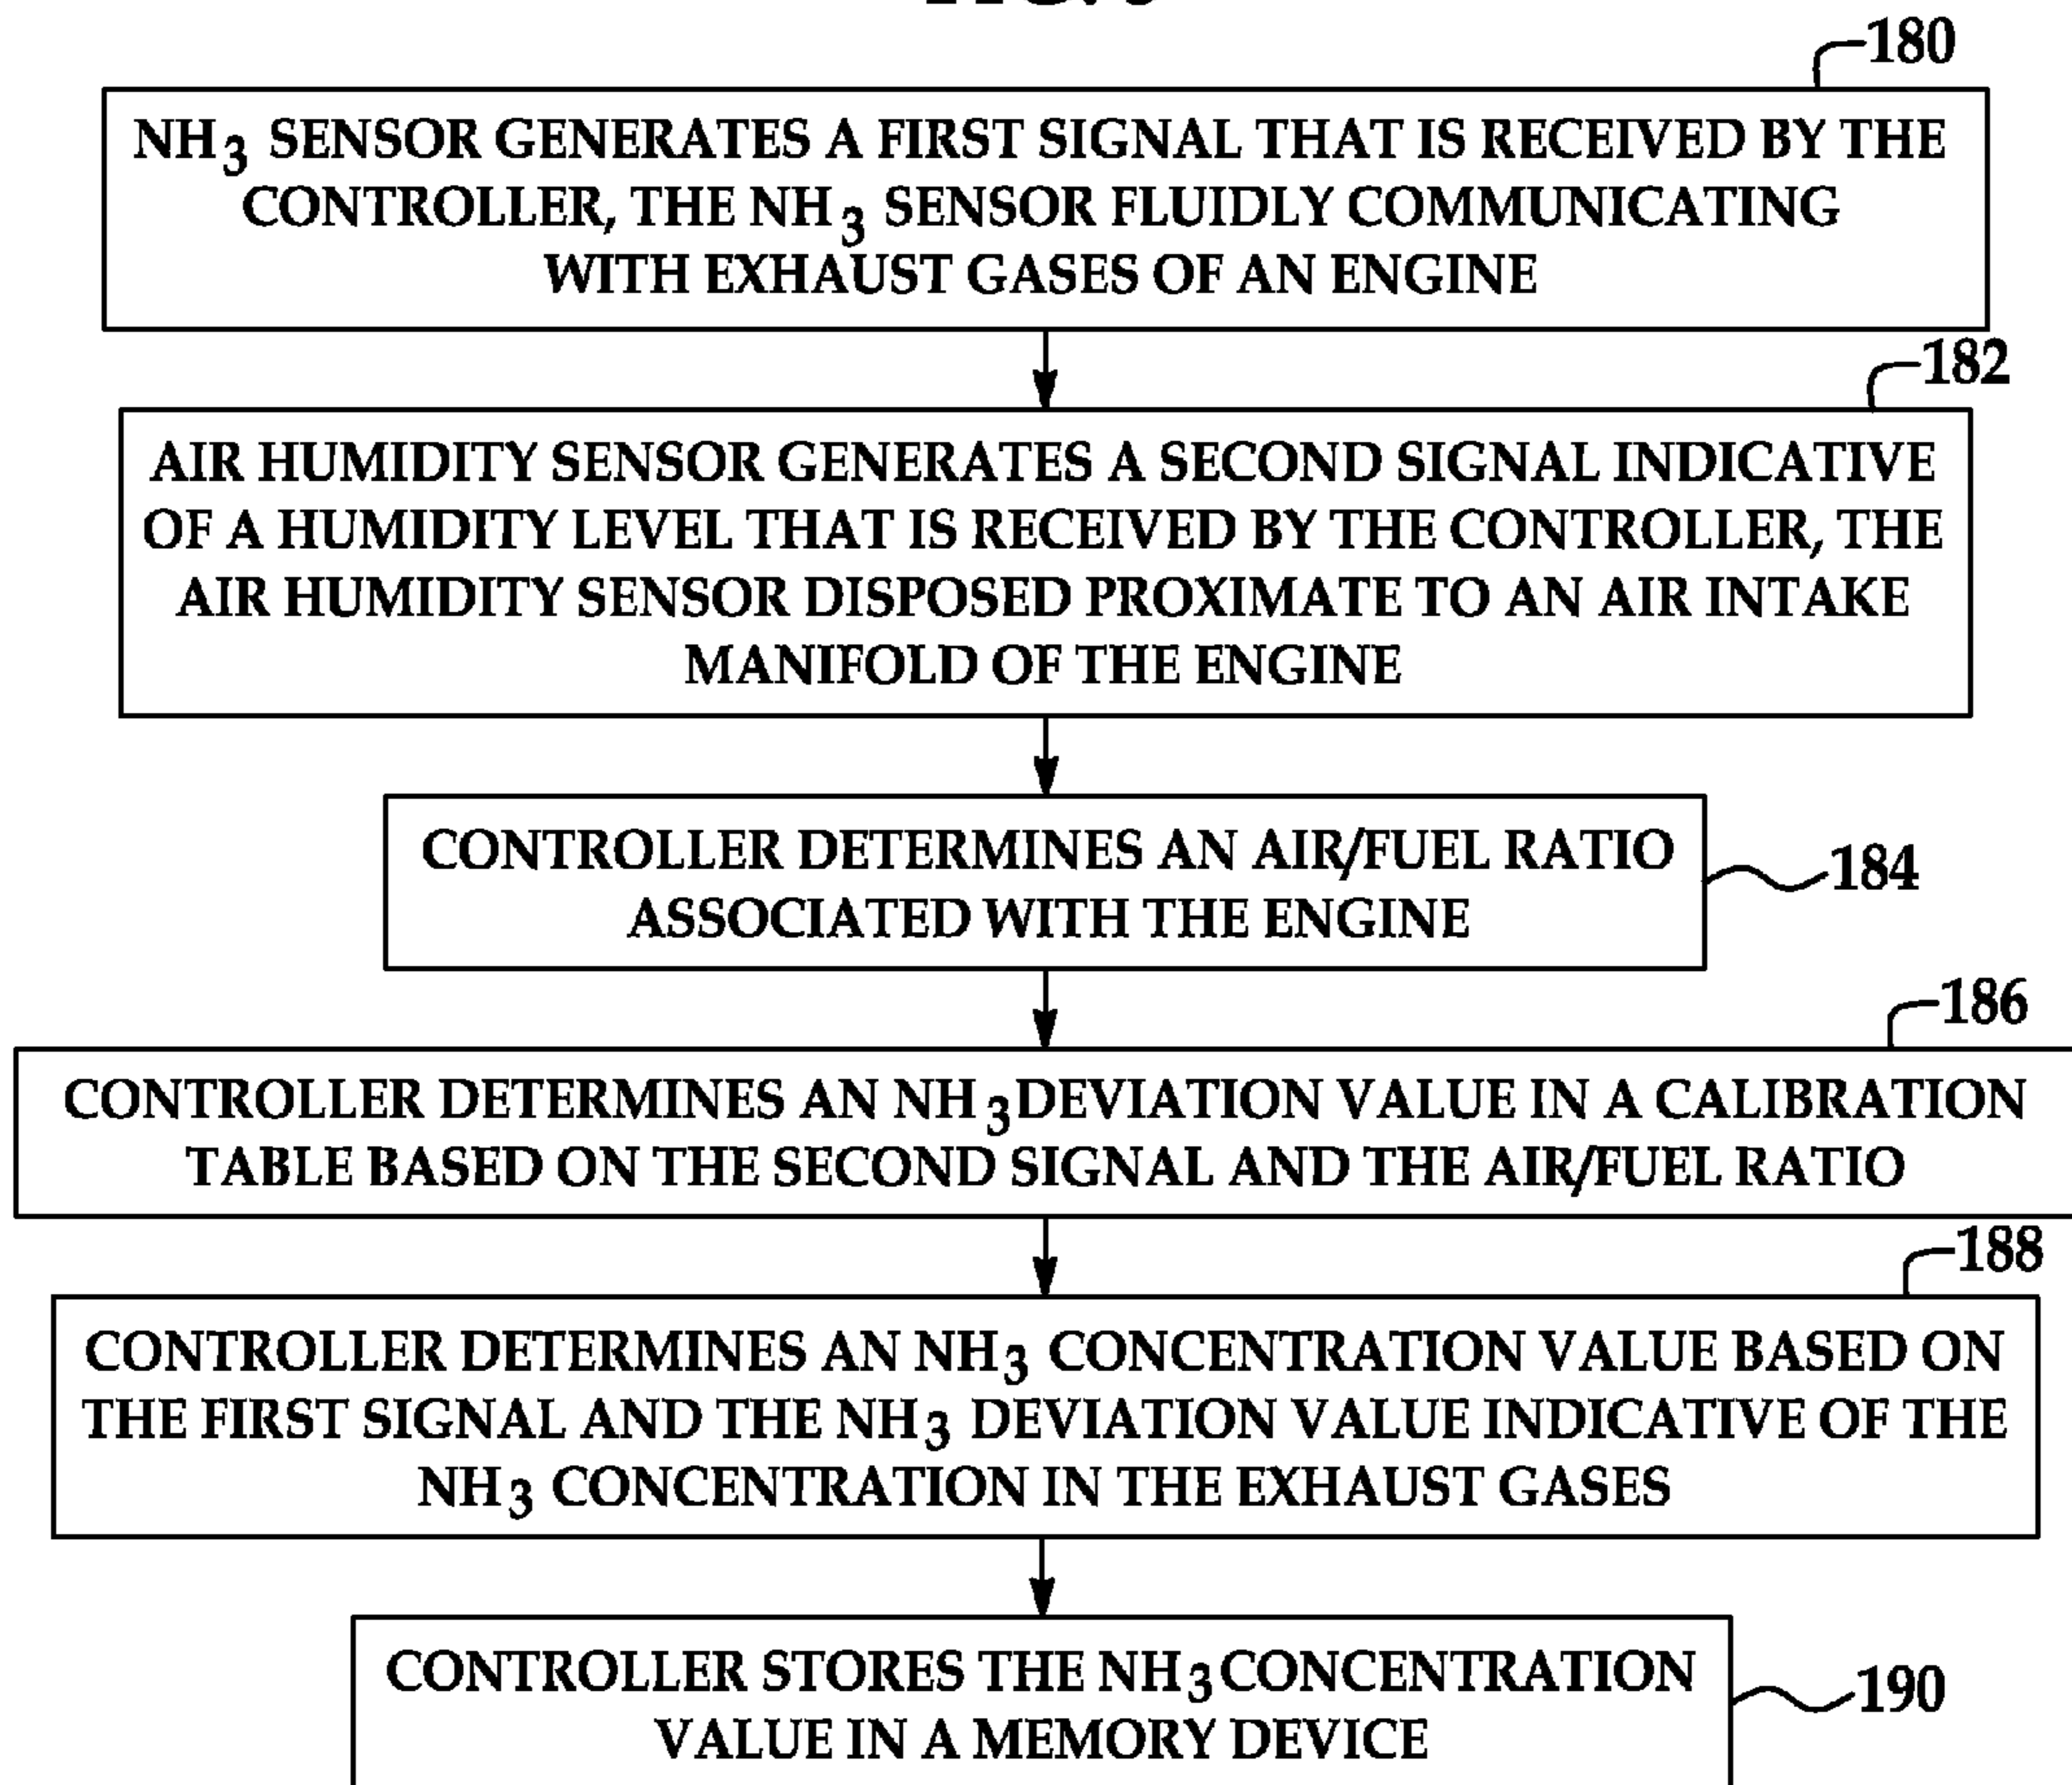 180
NH3 SENSOR GENERATES A FIRST SIGNAL THAT IS RECEIVED BY THE
CONTROLLER, THE NH3 SENSOR FLUIDLY COMMUNICATING
WITH EXHAUST GASES OF AN ENGINE
182
AIR HUMIDITY SENSOR GENERATES A SECOND SIGNAL INDICATIVE
OF A HUMIDITY LEVEL THAT IS RECEIVED BY THE CONTROLLER, THE
AIR HUMIDITY SENSOR DISPOSED PROXIMATE TO AN AIR INTAKE
MANIFOLD OF THE ENGINE
CONTROLLER DETERMINES AN AIR/FUEL RATIO
ASSOCIATED WITH THE ENGINE
184
186
CONTROLLER DETERMINES AN NH3 DEVIATION VALUE IN A CALIBRATION
TABLE BASED ON THE SECOND SIGNAL AND THE AIR/FUEL RATIO
188
CONTROLLER DETERMINES AN NH3 CONCENTRATION VALUE BASED ON
THE FIRST SIGNAL AND THE NH3 DEVIATION VALUE INDICATIVE OF THE
NH3 CONCENTRATION IN THE EXHAUST GASES
CONTROLLER STORES THE NH3 CONCENTRATION
VALUE IN A MEMORY DEVICE
190